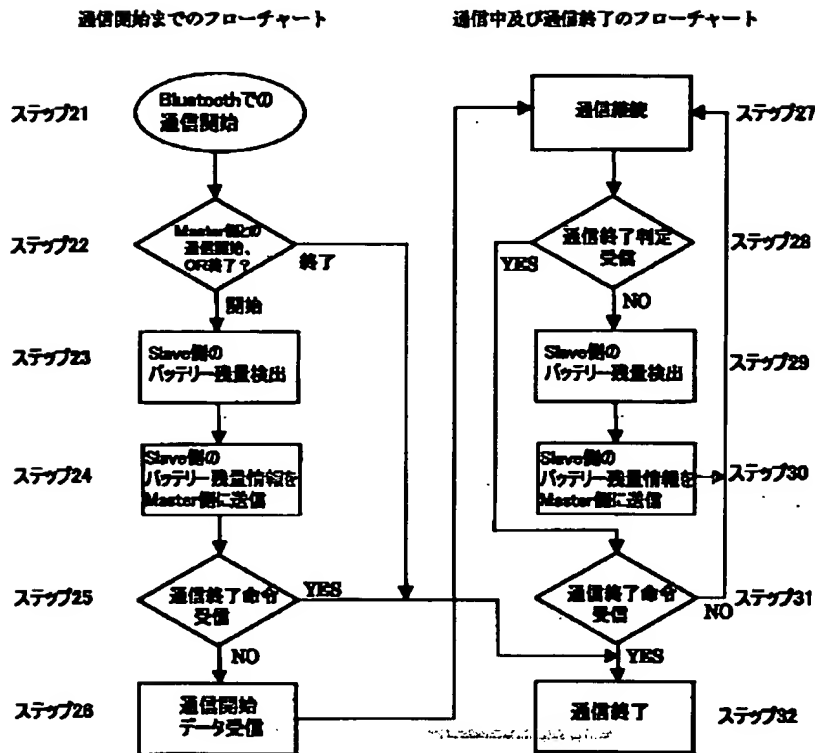 通信開始までのフローチャート
通信中及び通信終了のフローチャート
ステップ21
Bluetoothでの
通信開始
ステップ22
Master側との
通信開始、
OR終了?
終了
開始
ステップ23
Slave側の
バッテリー残量検出
ステップ24
Slave側の
バッテリー残量情報を
Master側に送信
ステップ25
通信終了命令
受信
YES
NO
ステップ26
通信開始
データ受信
通信継続
ステップ27
通信終了判定
受信
ステップ28
YES
NO
Slave側の
バッテリー残量検出
ステップ29
Slave側の
バッテリー残量情報を
Master側に送信
ステップ30
通信終了命令
受信
ステップ31
NO
YES
通信終了
ステップ32